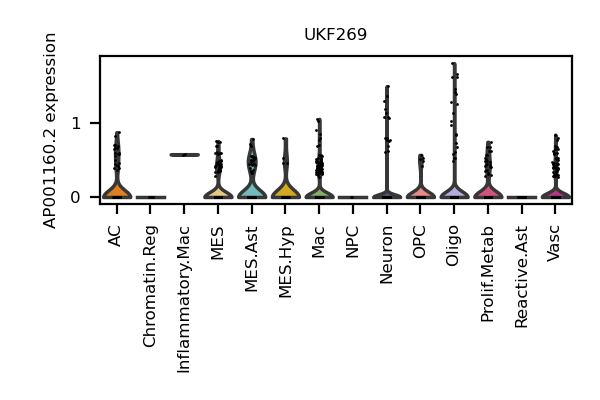 UKF269
AP001160.2 expression
1
0
AC
Chromatin.Reg
Inflammatory.Mac
MES
MES.Ast
MES.Hyp
Mac
NPC
Neuron
OPC
Oligo
Prolif.Metab
Reactive.Ast
Vasc